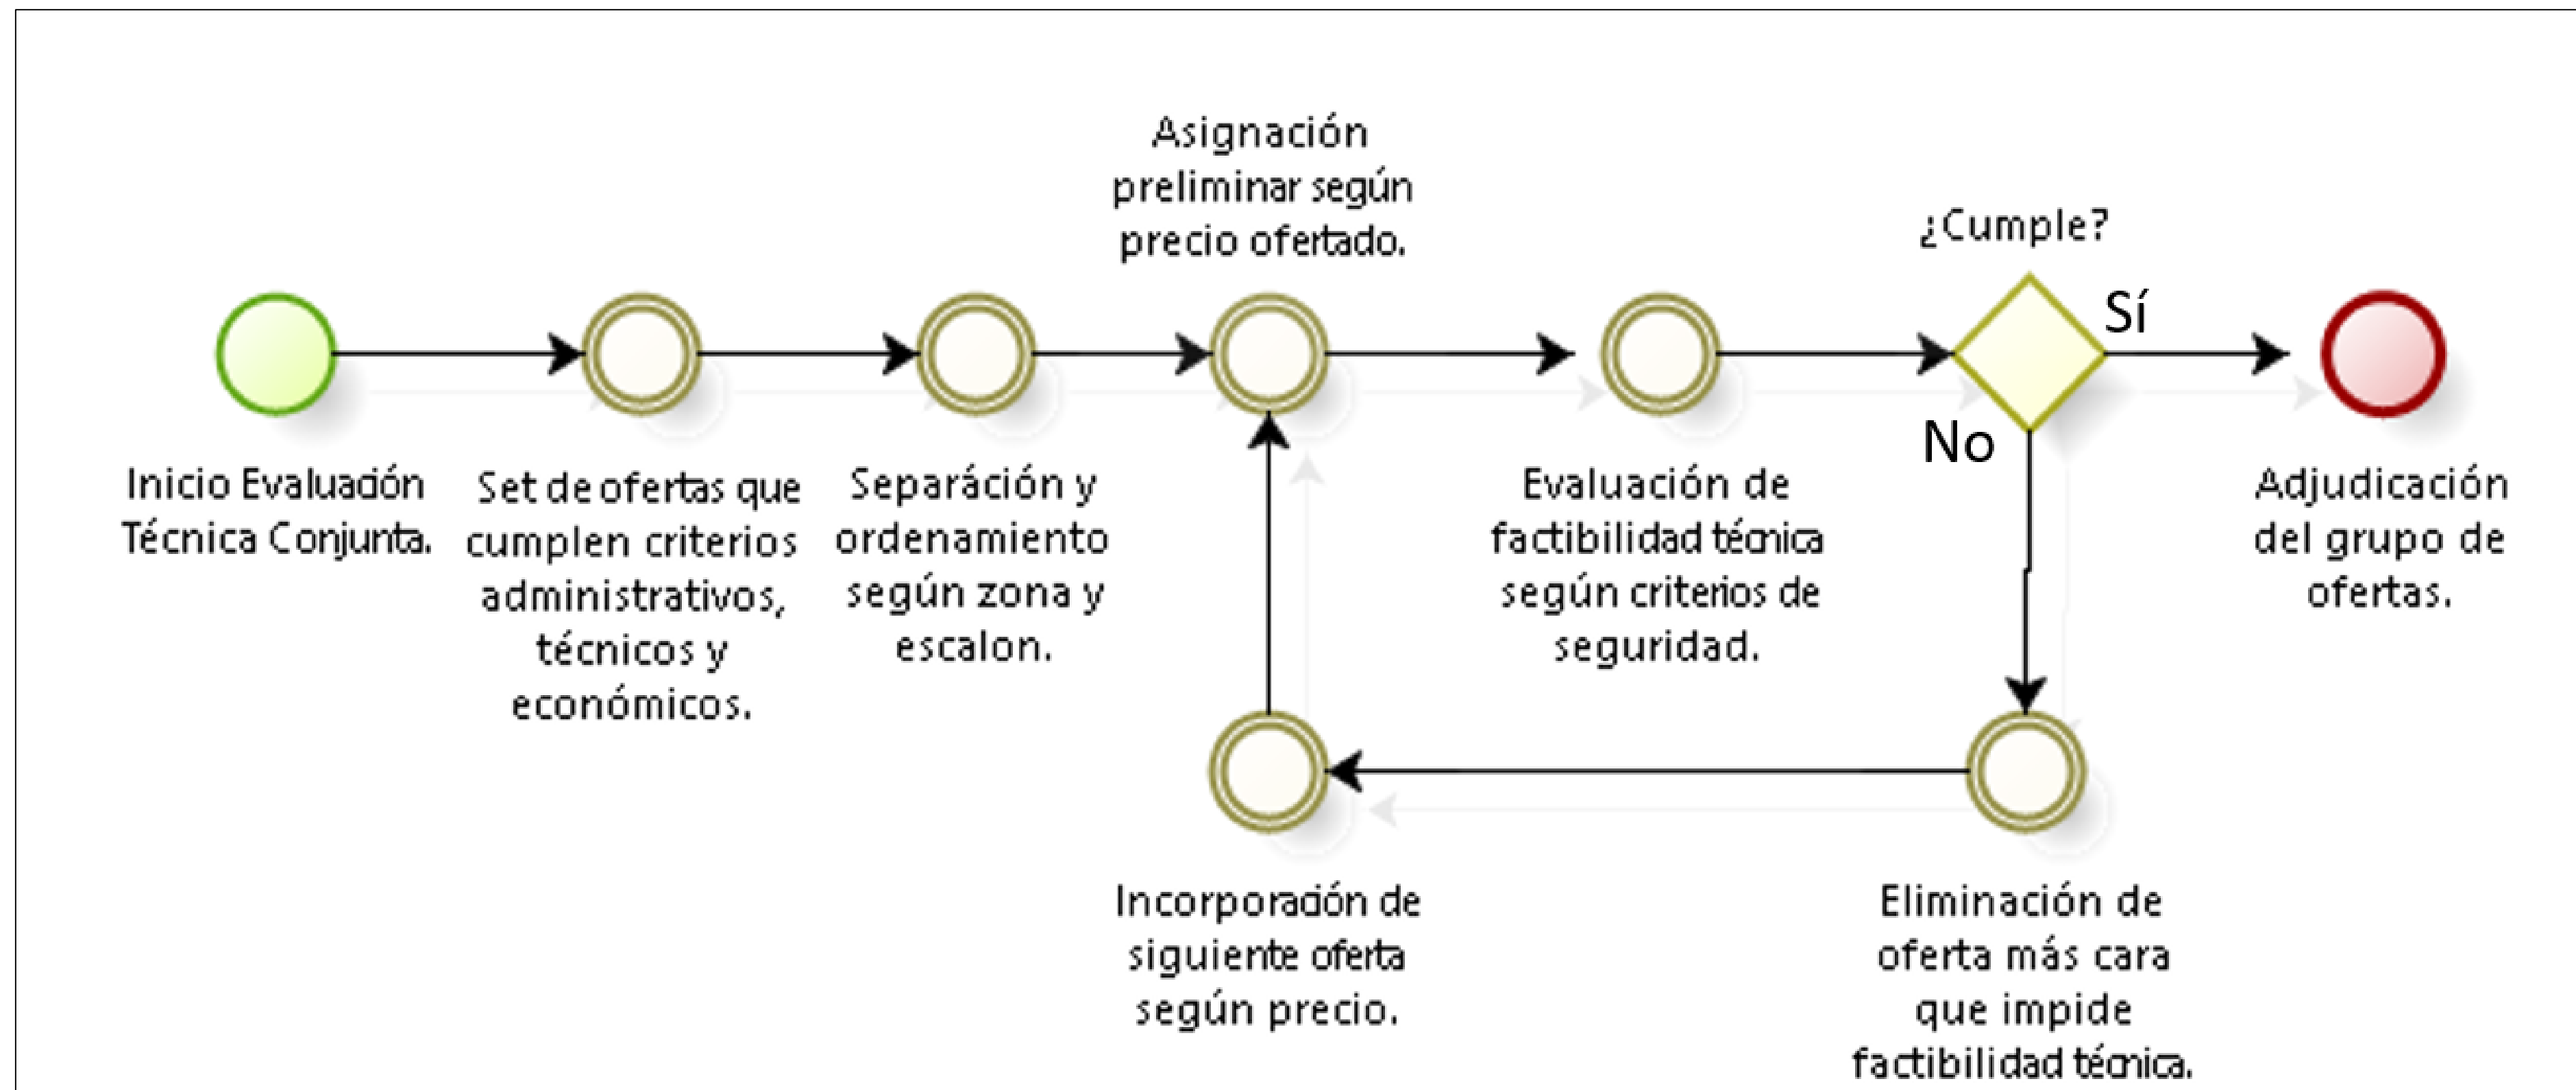 Asignación
preliminar según
precio ofertado.
¿Cumple?
Sí
No
Inicio Evaluación
Técnica Conjunta.
Set de ofertas que
cumplen criterios
administrativos,
técnicos y
económicos.
Separáción y
ordenamiento
según zona y
escalon.
Evaluación de
factibilidad técnica
según criterios de
seguridad.
Adjudicación
del grupo de
ofertas.
Incorporación de
siguiente oferta
según precio.
Eliminación de
oferta más cara
que impide
factibilidad técnica.